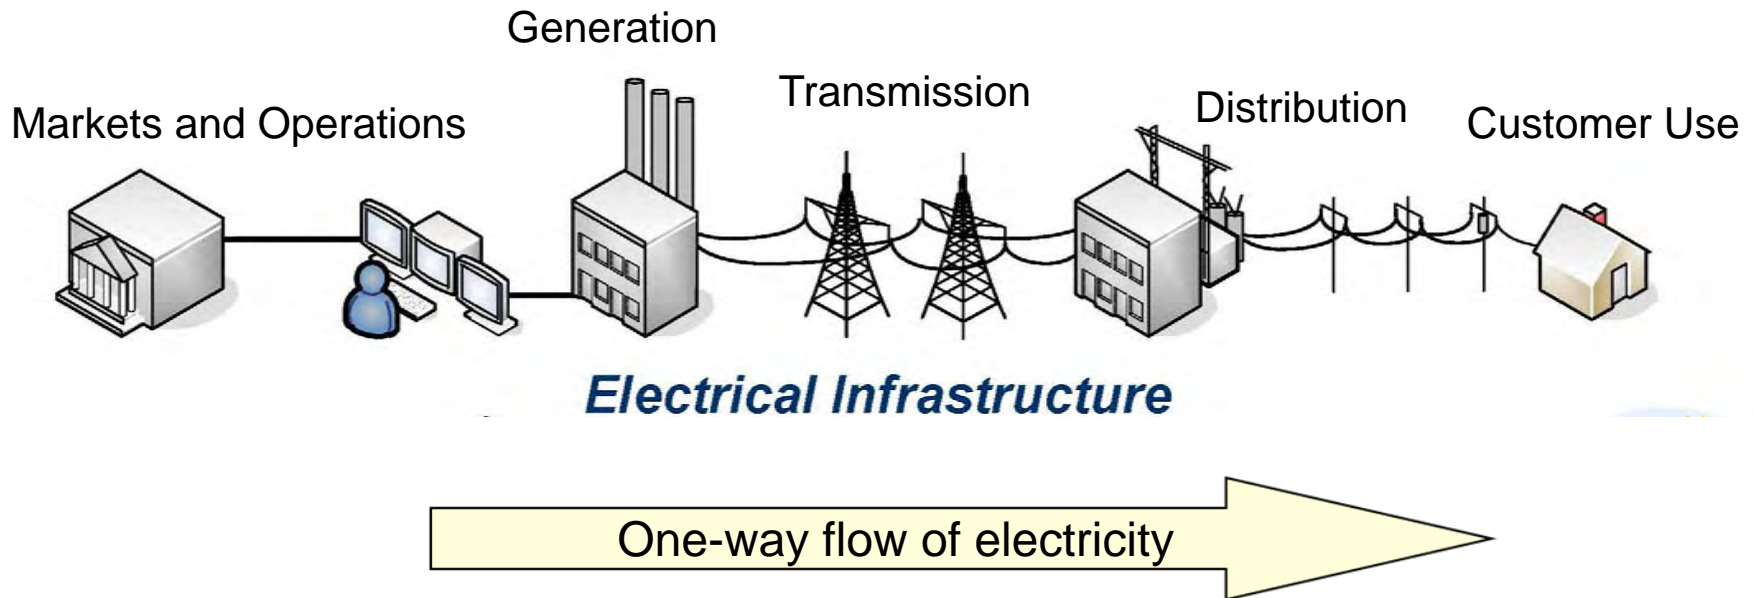 Generation
Transmission
Distribution
Markets and Operations
Customer Use
Electrical Infrastructure
One-way flow of electricity